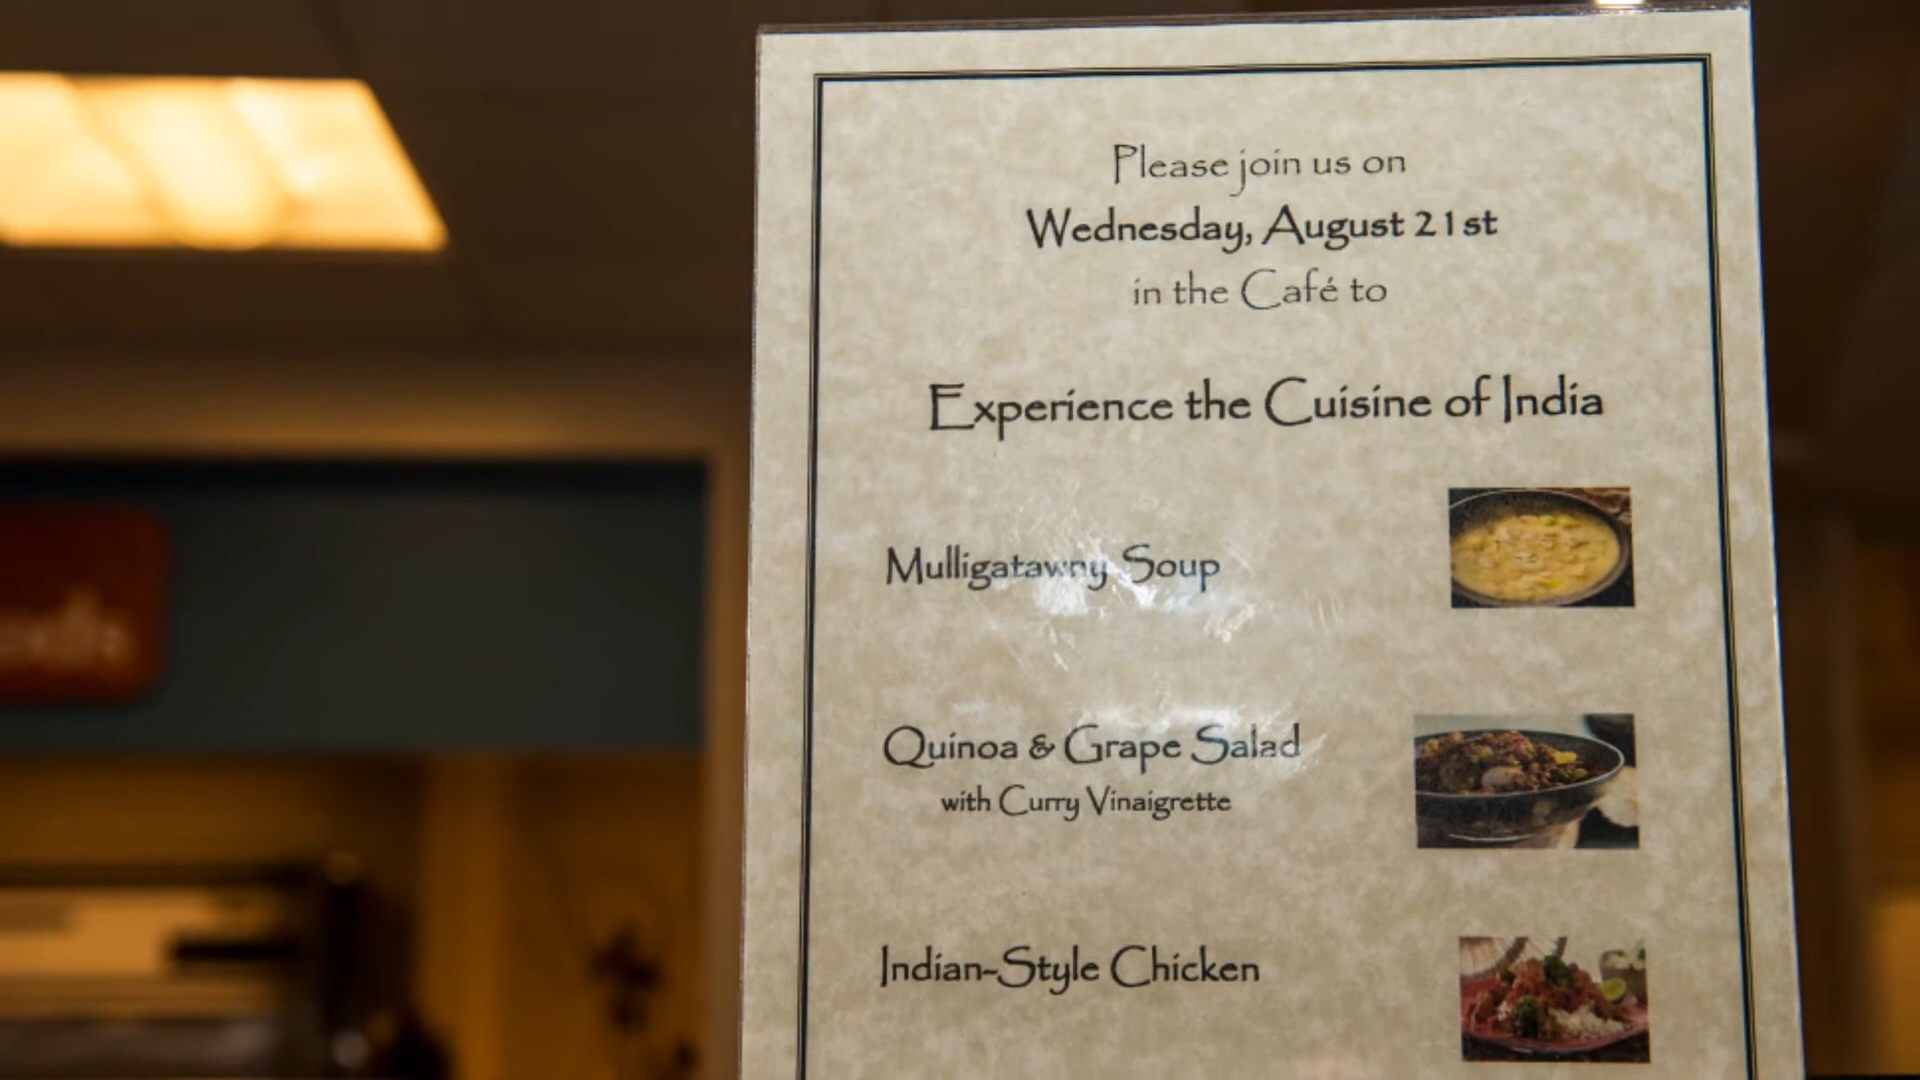 Please join us on
Wednesday, August 21st
in the Café to
Experience the Cuisine of India
Mulligatawny Soup
Quinoa & Grape Salad
with Curry Vinaigrette
Indian-Style Chicken